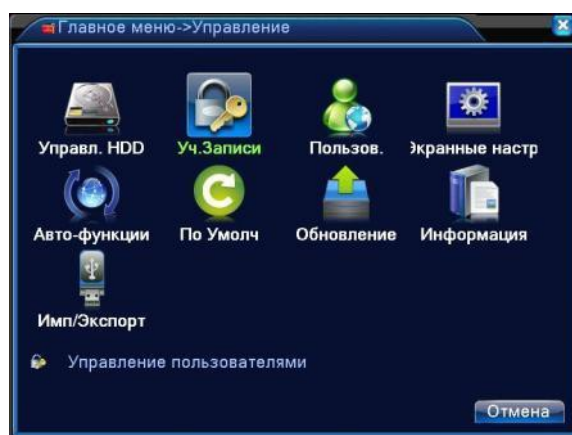 Главное меню->Управление
Управл. HDD Уч.Записи Пользов. Экранные настр
Авто-функции По Умолч Обновление Информация
Имп/Экспорт
Управление пользователями
Отмена